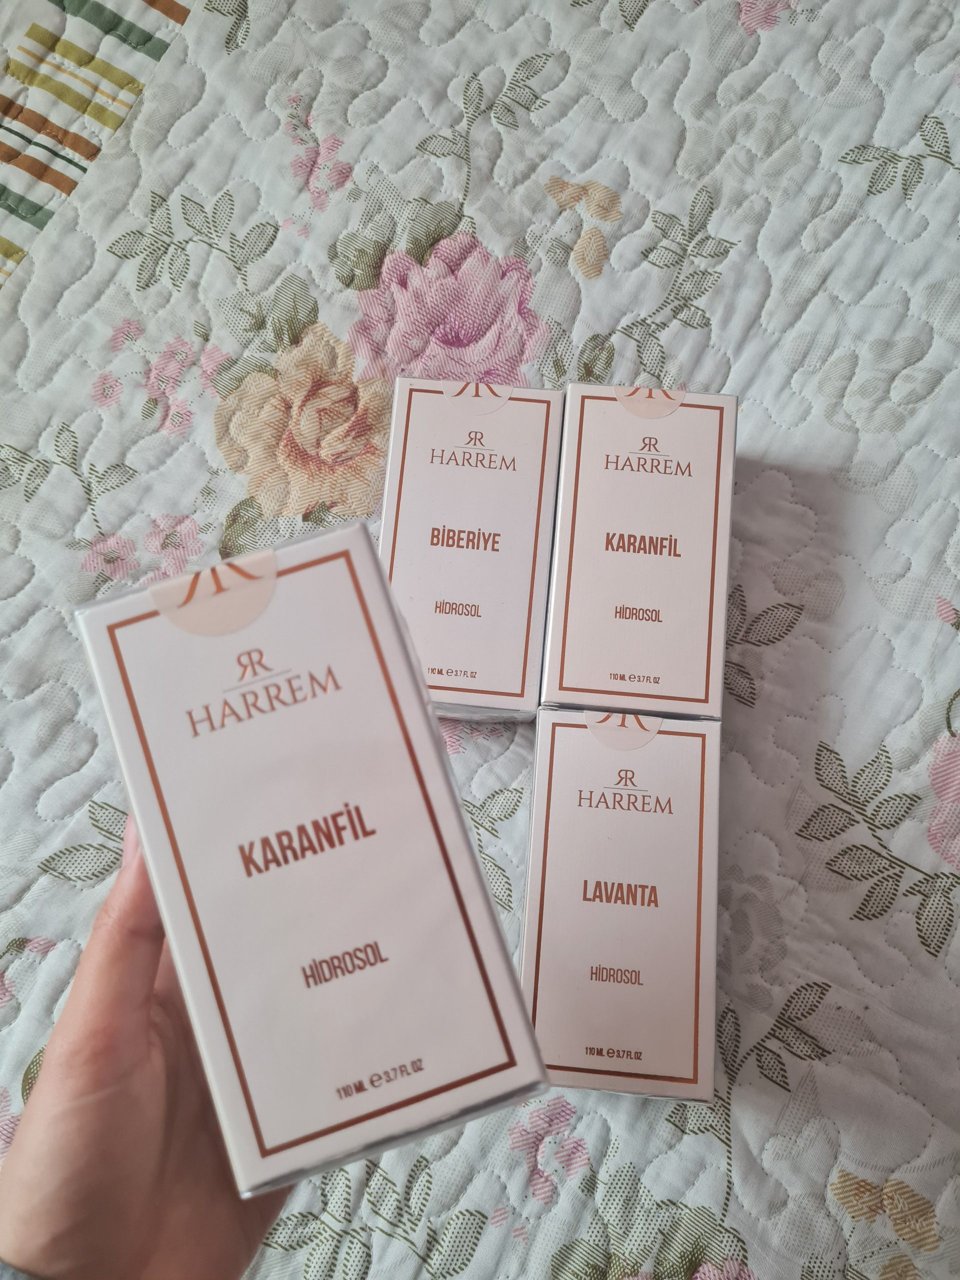 HARREM
BİBERİYE
HİDROSOL
110 ML ℮ 3.7 FL OZ
HARREM
KARANFİL
HİDROSOL
110 ML ℮ 3.7 FL OZ
HARREM
KARANFİL
HİDROSOL
110 ML ℮ 3.7 FL OZ
HARREM
LAVANTA
HİDROSOL
110 ML ℮ 3.7 FL OZ